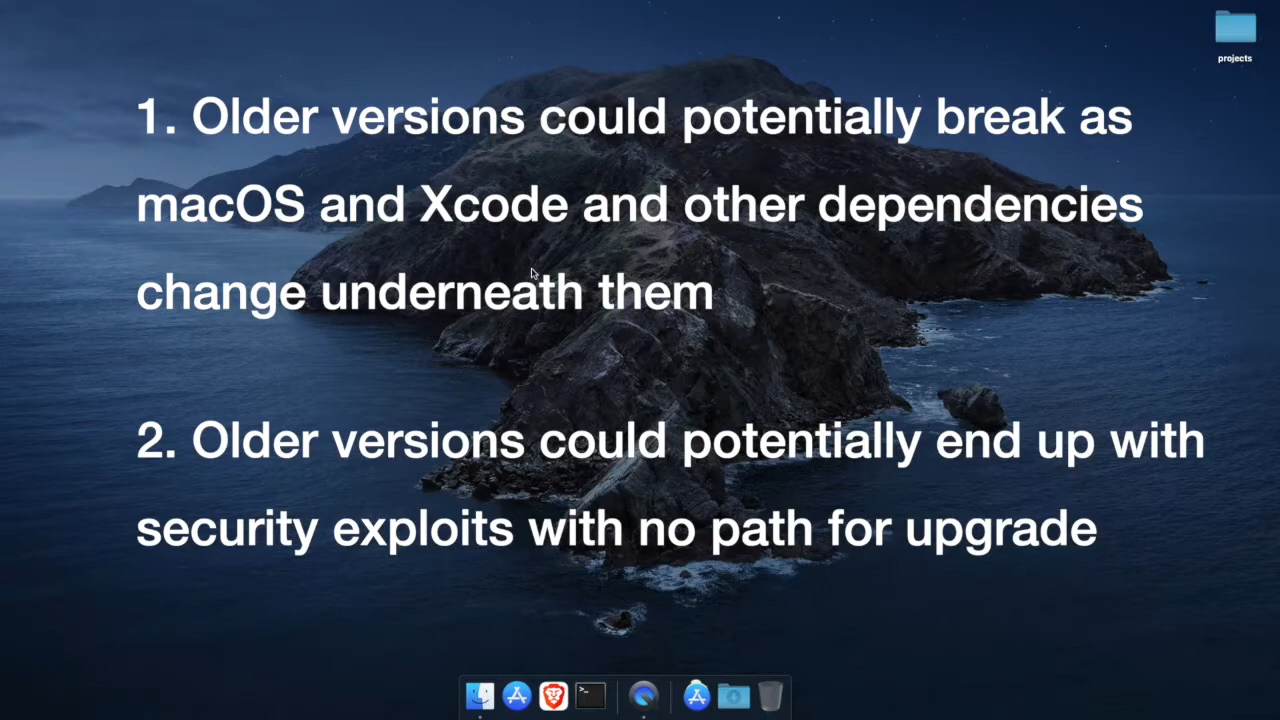 projects
1. Older versions could potentially break as
macOS and Xcode and other dependencies
change underneath them
2. Older versions could potentially end up with
security exploits with no path for upgrade